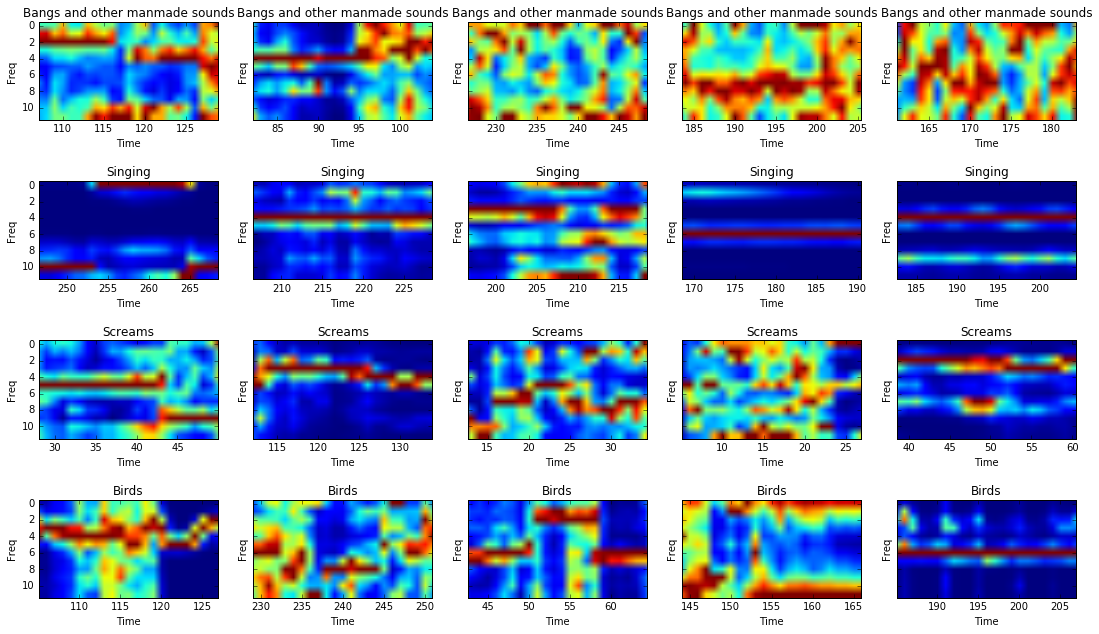 Bangs and other manmade sounds Bangs and other manmade sounds Bangs and other manmade sounds Bangs and other manmade sounds Bangs and other manmade sounds
Freq 0 2 4 6 8 10 Freq Freq Freq Freq
110 115 120 125 85 90 95 100 230 235 240 245 185 190 195 200 205 165 170 175 180
Time Time Time Time Time
Singing Singing Singing Singing Singing
Freq 0 2 4 6 8 10 Freq Freq Freq Freq
250 255 260 265 210 215 220 225 200 205 210 215 170 175 180 185 190 185 190 195 200
Time Time Time Time Time
Screams Screams Screams Screams Screams
Freq 0 2 4 6 8 10 Freq Freq Freq Freq
30 35 40 45 115 120 125 130 15 20 25 30 10 15 20 25 40 45 50 55 60
Time Time Time Time Time
Birds Birds Birds Birds Birds
Freq 0 2 4 6 8 10 Freq Freq Freq Freq
110 115 120 125 230 235 240 245 250 45 50 55 60 145 150 155 160 165 190 195 200 205
Time Time Time Time Time